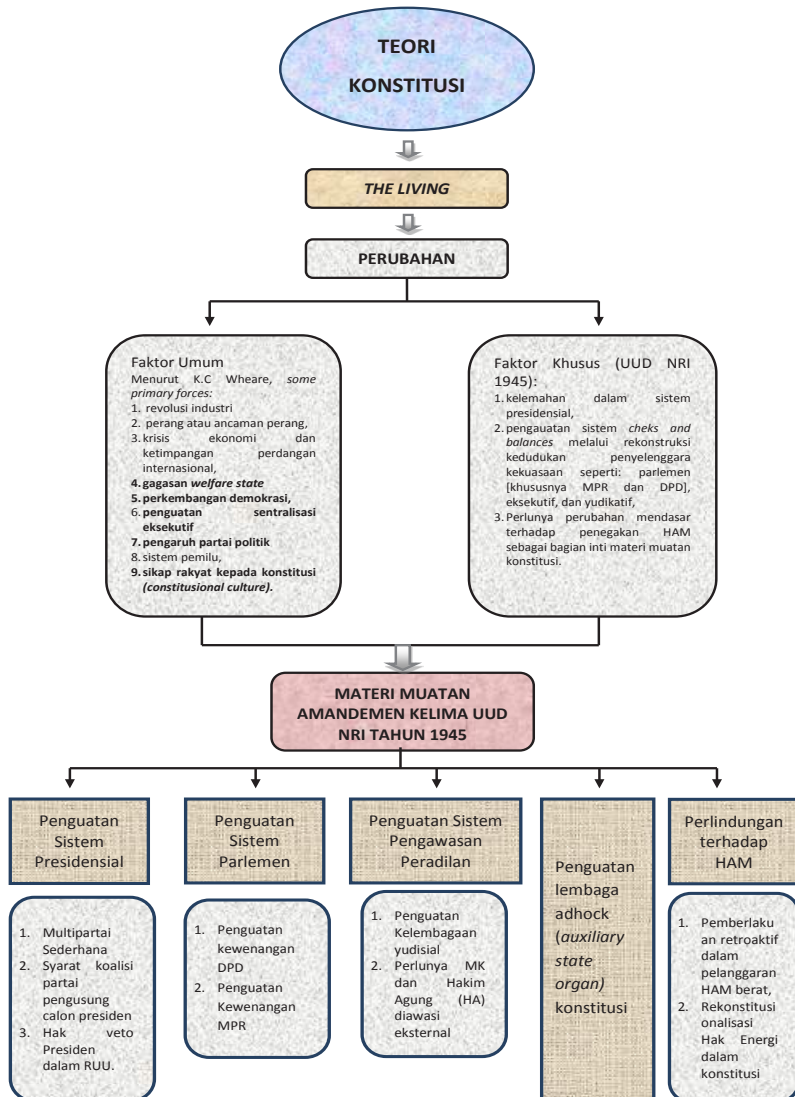 TEORI
KONSTITUSI
THE LIVING
PERUBAHAN
Faktor Umum
Menurut K.C Wheare, some
primary forces:
1. revolusi industri
2. perang atau ancaman perang,
3. krisis ekonomi dan
ketimpangan perdangan
internasional,
4. gagasan welfare state
5. perkembangan demokrasi,
6. penguatan sentralisasi
eksekutif
7. pengaruh partai politik
8. sistem pemilu,
9. sikap rakyat kepada konstitusi
(constitusional culture).
Faktor Khusus (UUD NRI
1945):
1. kelemahan dalam sistem
presidensial,
2. pengauatan sistem cheks and
balances melalui rekonstruksi
kedudukan penyelenggara
kekuasaan seperti: parlemen
[khususnya MPR dan DPD],
eksekutif, dan yudikatif,
3. Perlunya perubahan mendasar
terhadap penegakan HAM
sebagai bagian inti materi muatan
konstitusi.
MATERI MUATAN
AMANDEMEN KELIMA UUD
NRI TAHUN 1945
Penguatan
Sistem
Presidensial
1. Multipartai
Sederhana
2. Syarat koalisi
partai
pengusung
calon presiden
3. Hak veto
Presiden
dalam RUU.
Penguatan
Sistem
Parlemen
1. Penguatan
kewenangan
DPD
2. Penguatan
Kewenangan
MPR
Penguatan Sistem
Pengawasan
Peradilan
1. Penguatan
Kelembagaan
yudisial
2. Perlunya MK
dan Hakim
Agung (HA)
diawasi
eksternal
Penguatan
lembaga
adhock
(auxiliary
state
organ)
konstitusi
Perlindungan
terhadap
HAM
1. Pemberlaku
an retroaktif
dalam
pelanggaran
HAM berat,
2. Rekonstitusi
onalisasi
Hak Energi
dalam
konstitusi